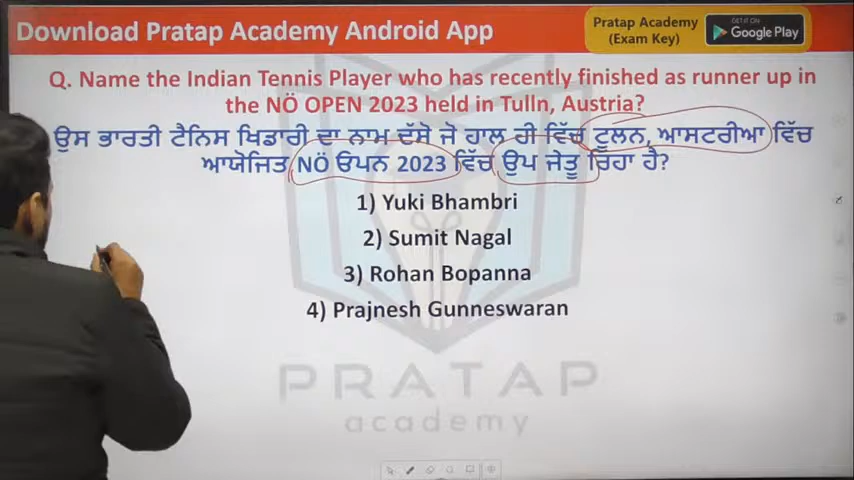 Download Pratap Academy Android App
Pratap Academy
(Exam Key)
GET IT ON
Google Play
Q. Name the Indian Tennis Player who has recently finished as runner up in
the NÖ OPEN 2023 held in Tulln, Austria?
ਉਸ ਭਾਰਤੀ ਟੈਨਿਸ ਖਿਡਾਰੀ ਦਾ ਨਾਮ ਦੱਸੋ ਜੋ ਹਾਲ ਹੀ ਵਿੱਚ ਟੂਲਨ, ਆਸਟਰੀਆ ਵਿੱਚ
ਆਯੋਜਿਤ NÖ ਓਪਨ 2023 ਵਿੱਚ ਉਪ ਜੇਤੂ ਰਿਹਾ ਹੈ?
1) Yuki Bhambri
2) Sumit Nagal
3) Rohan Bopanna
4) Prajnesh Gunneswaran
PRATAP
academy